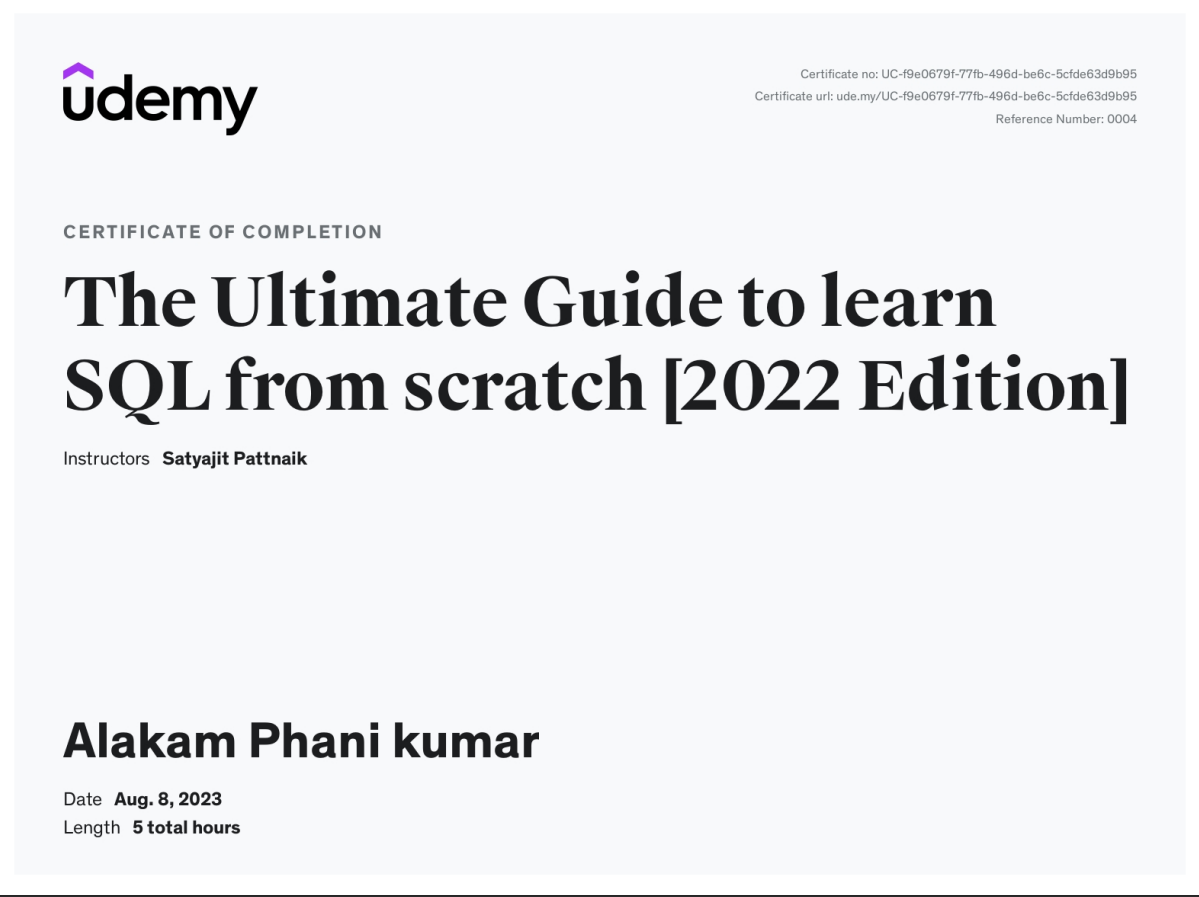 udemy
Certificate no: UC-f9e0679f-77fb-496d-be6c-5cfde63d9b95
Certificate url: ude.my/UC-f9e0679f-77fb-496d-be6c-5cfde63d9b95
Reference Number: 0004
CERTIFICATE OF COMPLETION
The Ultimate Guide to learn
SQL from scratch [2022 Edition]
Instructors Satyajit Pattnaik
Alakam Phani kumar
Date Aug. 8, 2023
Length 5 total hours